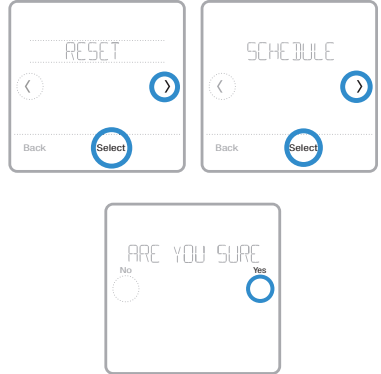 RESET
Back Select
SCHEDULE
Back Select
ARE YOU SURE
No Yes